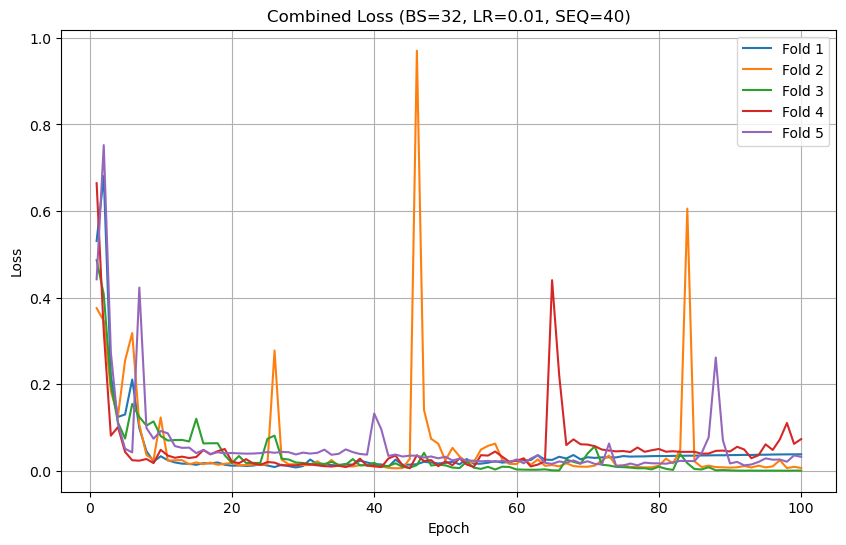 Combined Loss (BS=32, LR=0.01, SEQ=40)
1.0
0.8
0.6
0.4
0.2
0.0
Loss
Fold 1
Fold 2
Fold 3
Fold 4
Fold 5
0 20 40 60 80 100
Epoch